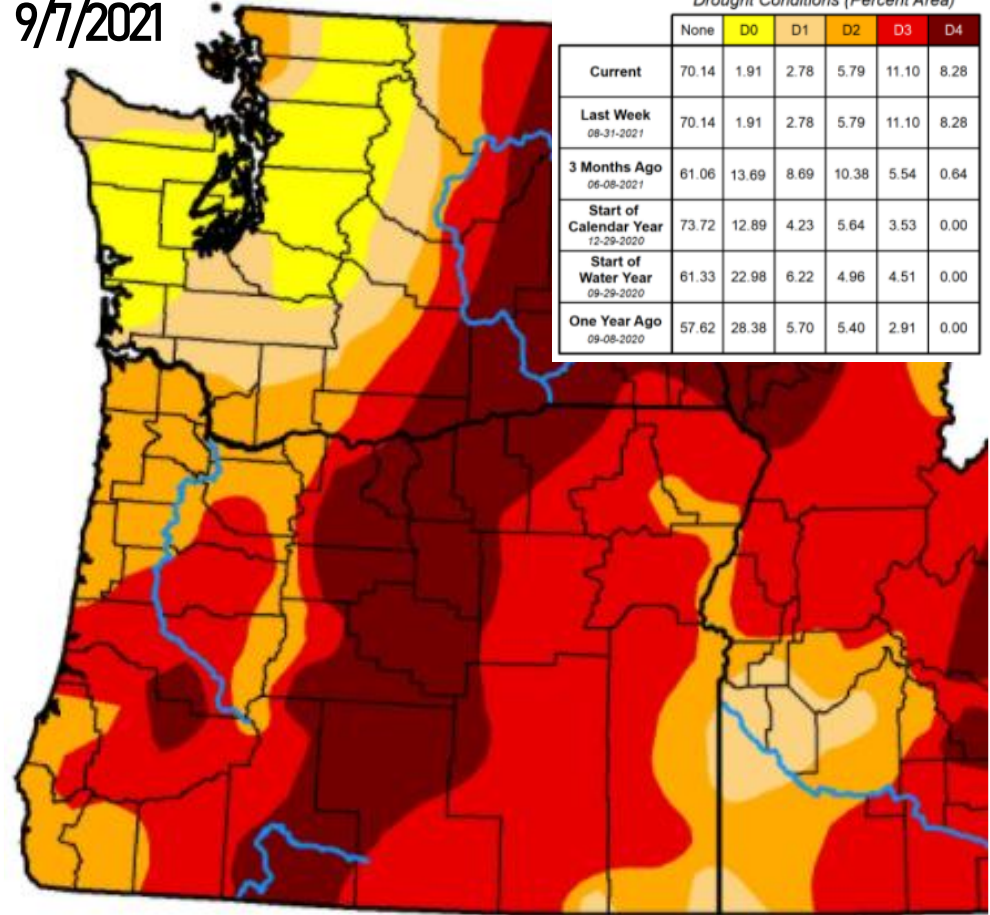 9/7/2021
Drought Conditions (Percent Area)
None D0 D1 D2 D3 D4
Current 70.14 1.91 2.78 5.79 11.10 8.28
Last Week
08-31-2021 70.14 1.91 2.78 5.79 11.10 8.28
3 Months Ago
06-08-2021 61.06 13.69 8.69 10.38 5.54 0.64
Start of
Calendar Year
12-29-2020 73.72 12.89 4.23 5.64 3.53 0.00
Start of
Water Year
09-29-2020 61.33 22.98 6.22 4.96 4.51 0.00
One Year Ago
09-08-2020 57.62 28.38 5.70 5.40 2.91 0.00